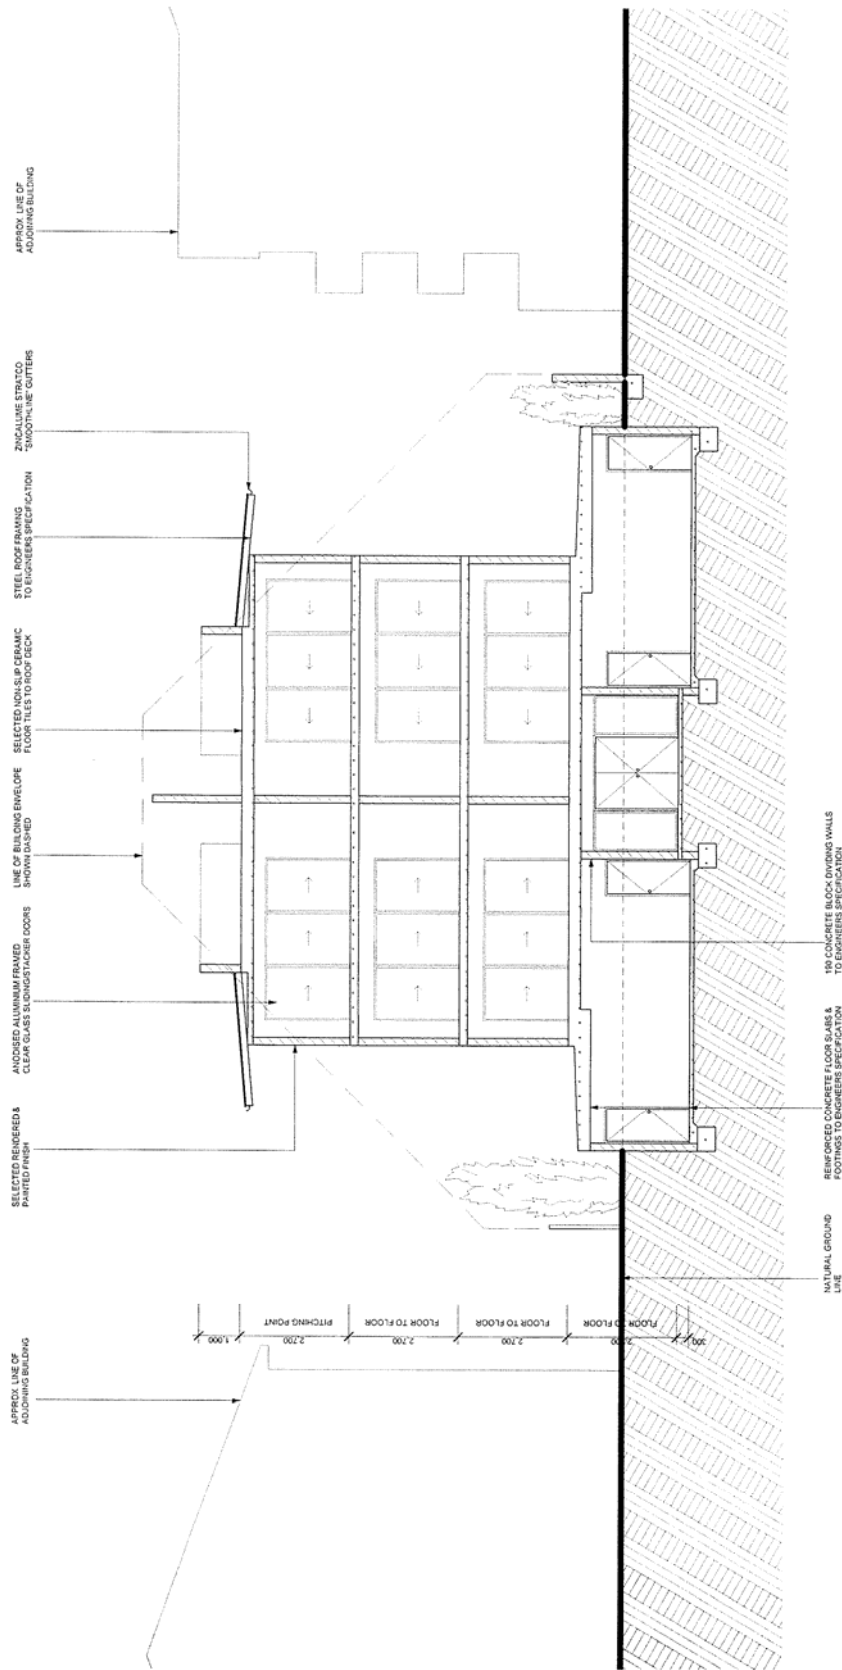 APPROX. LINE OF
ADJOINING BUILDING
SELECTED RENDERED &
PAINTED FINISH
ANODISED ALUMINIUM FRAMED
CLEAR GLASS SLIDING/STACKER DOORS
LINE OF BUILDING ENVELOPE
SHOWN DASHED
SELECTED NON-SLIP CERAMIC
FLOOR TILES TO ROOF DECK
STEEL ROOF FRAMING
TO ENGINEERS SPECIFICATION
ZINCALUME STRATCO
"SMOOTHLINE" GUTTERS
APPROX. LINE OF
ADJOINING BUILDING
1,000
2,700
PITCHING POINT
2,700
FLOOR TO FLOOR
2,700
FLOOR TO FLOOR
FLOOR TO FLOOR
300
NATURAL GROUND
LINE
REINFORCED CONCRETE FLOOR SLABS &
FOOTINGS TO ENGINEERS SPECIFICATION
190 CONCRETE BLOCK DIVIDING WALLS
TO ENGINEERS SPECIFICATION